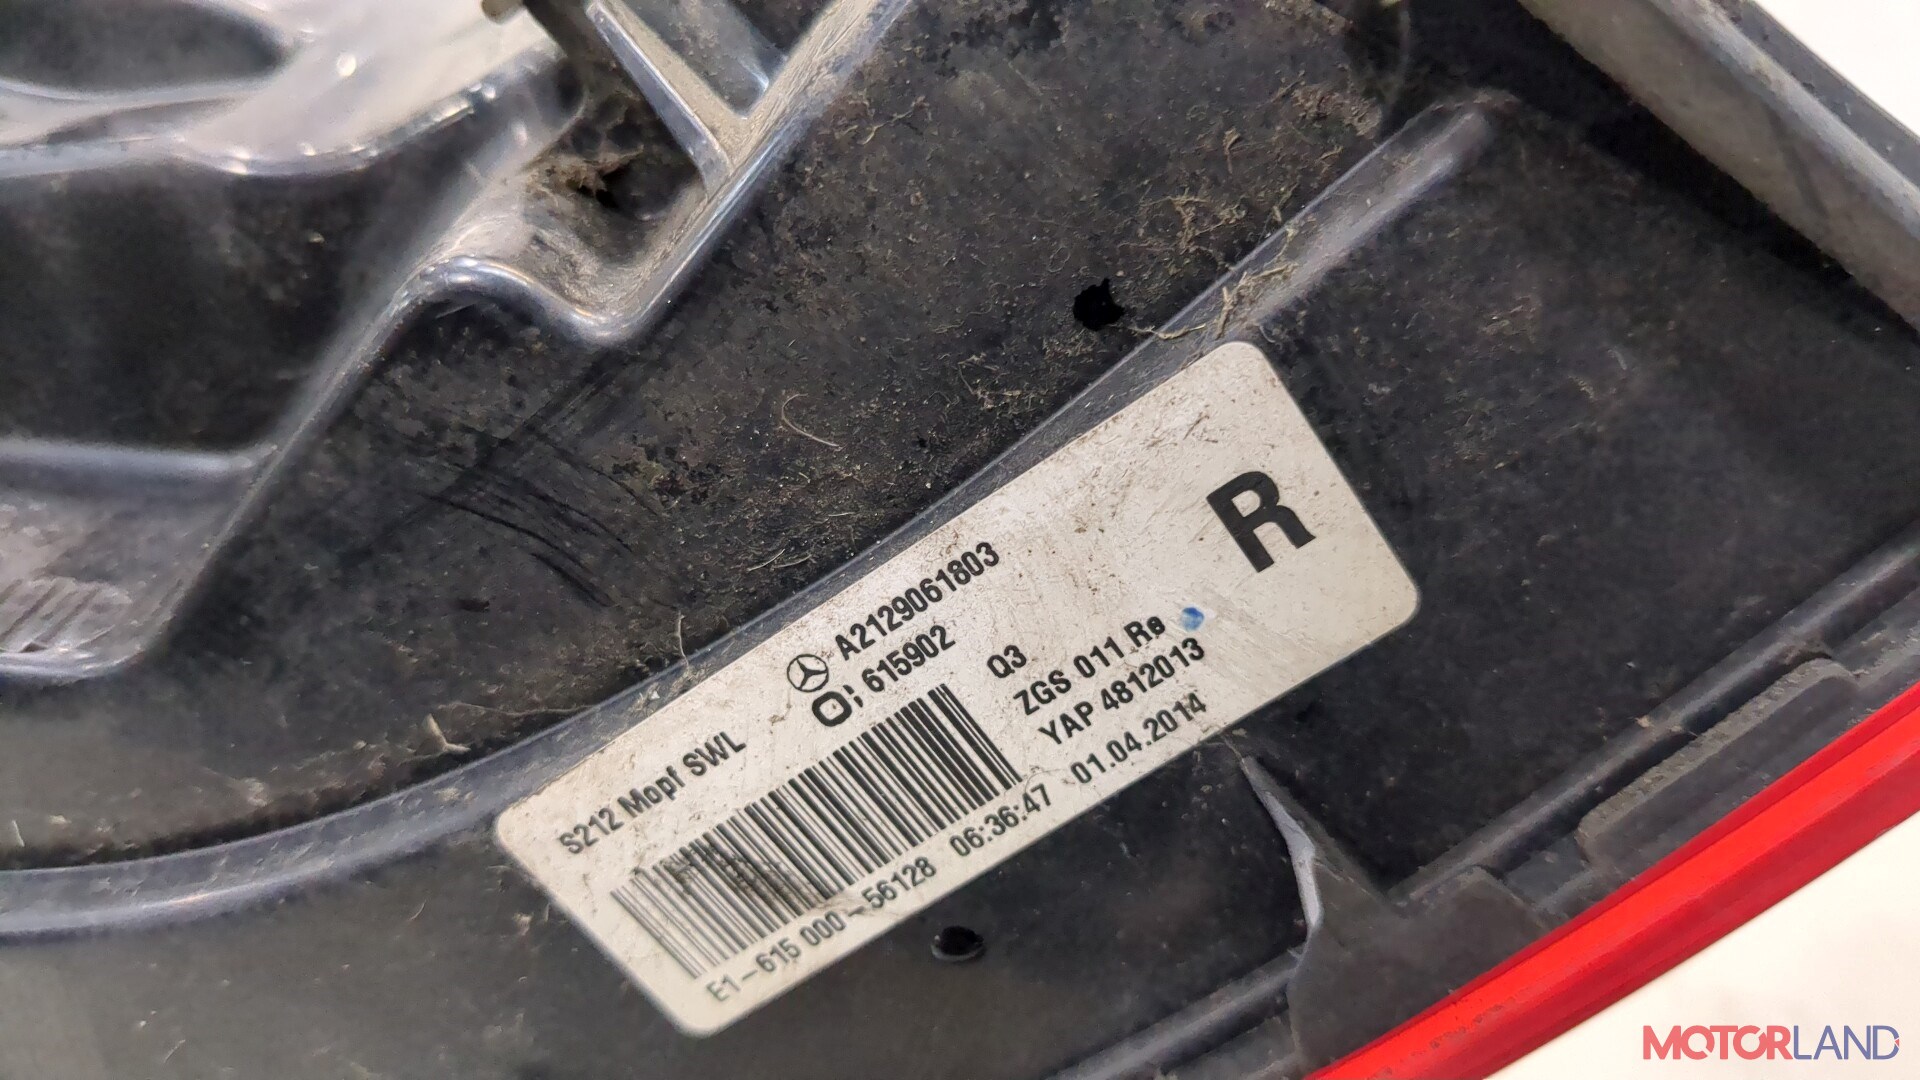 A2129061803
615902
R
S212 Mopf SWL
Q3
ZGS 011 Re
YAP 4812013
E1-615 000-56128 06:36:47 01.04.2014
MOTORLAND